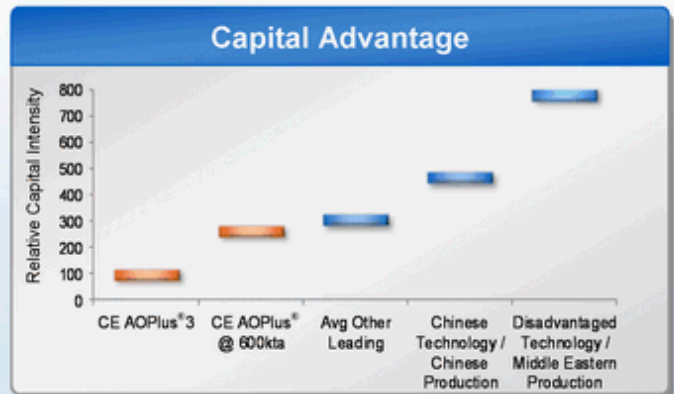 Capital Advantage
Relative Capital Intensity
800
700
600
500
400
300
200
100
0
CE AOPlus®3
CE AOPlus®
@ 600kta
Avg Other
Leading
Chinese
Technology /
Chinese
Production
Disadvantaged
Technology /
Middle Eastern
Production